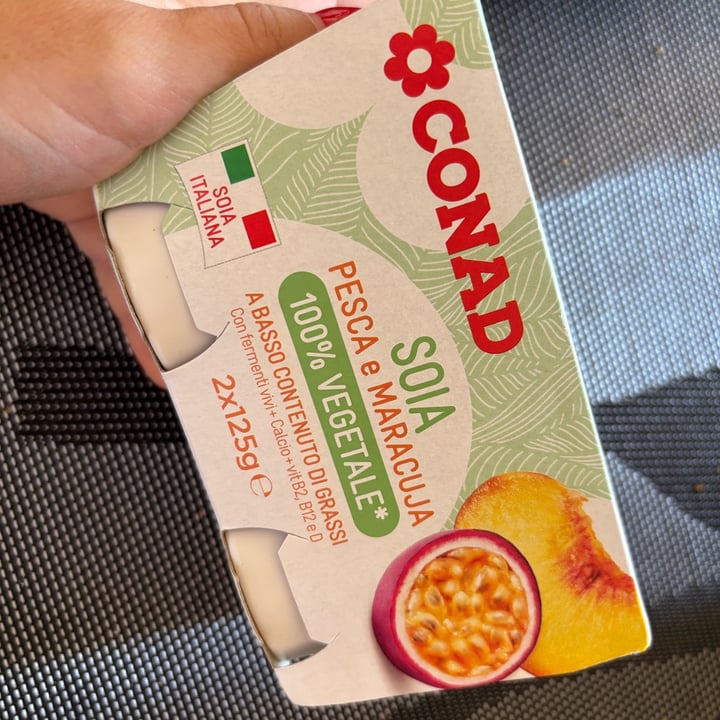 CONAD
SOIA
ITALIANA
SOIA
PESCA e MARACUJA
100% VEGETALE*
A BASSO CONTENUTO DI GRASSI
Con fermenti vivi + Calcio + vit B2, B12 e D
2x125g ℮